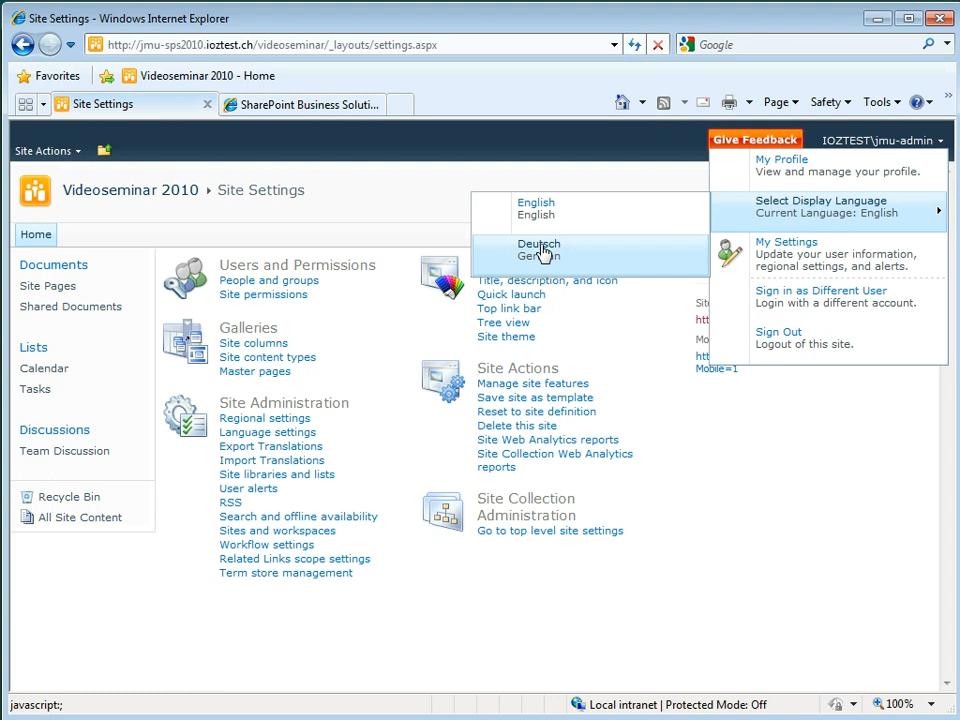 Site Settings - Windows Internet Explorer
http://jmu-sps2010.ioztest.ch/videoseminar/_layouts/settings.aspx
Google
Favorites
Videoseminar 2010 - Home
Site Settings
SharePoint Business Soluti...
Page
Safety
Tools
Site Actions
Give Feedback
IOZTEST\jmu-admin
Videoseminar 2010
Site Settings
Home
My Profile
View and manage your profile.
Select Display Language
Current Language: English
My Settings
Update your user information,
regional settings, and alerts.
Sign in as Different User
Login with a different account.
Sign Out
Logout of this site.
English
English
Deutsch
German
Documents
Site Pages
Shared Documents
Lists
Calendar
Tasks
Discussions
Team Discussion
Recycle Bin
All Site Content
Users and Permissions
People and groups
Site permissions
Galleries
Site columns
Site content types
Master pages
Site Administration
Regional settings
Language settings
Export Translations
Import Translations
Site libraries and lists
User alerts
RSS
Search and offline availability
Sites and workspaces
Workflow settings
Related Links scope settings
Term store management
Title, description, and icon
Quick launch
Top link bar
Tree view
Site theme
Site Actions
Manage site features
Save site as template
Reset to site definition
Delete this site
Site Web Analytics reports
Site Collection Web Analytics
reports
Site Collection
Administration
Go to top level site settings
Mobile=1
javascript:;
Local intranet | Protected Mode: Off
100%